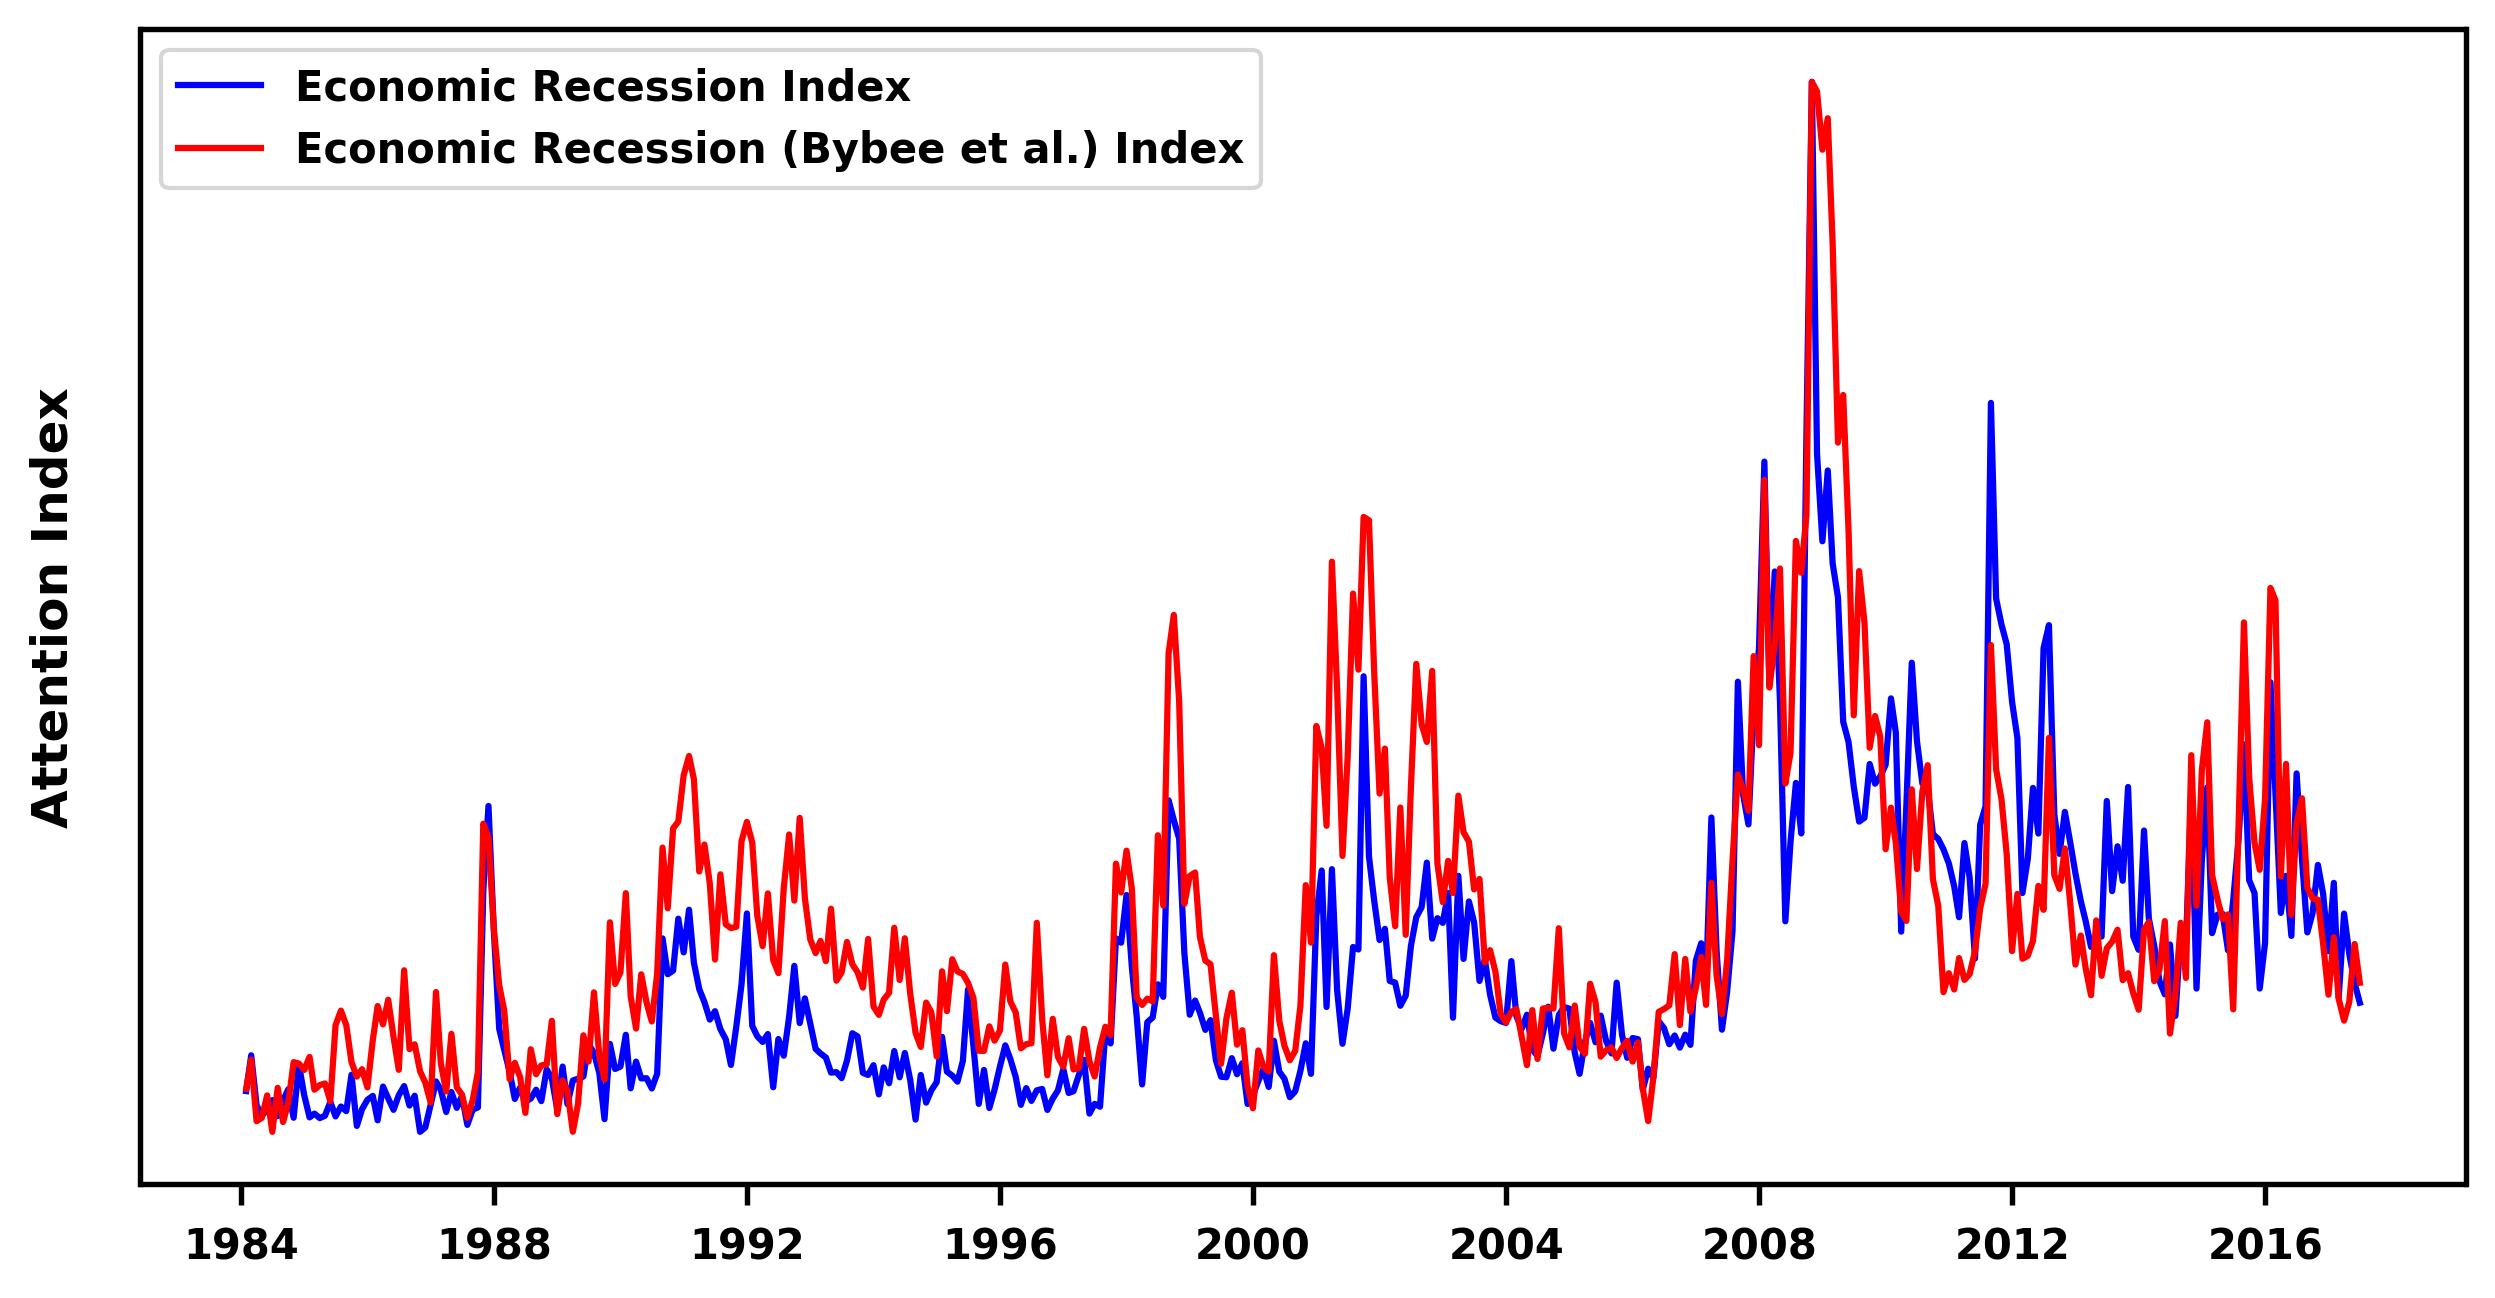 Economic Recession Index
Economic Recession (Bybee et al.) Index
Attention Index
1984 1988 1992 1996 2000 2004 2008 2012 2016